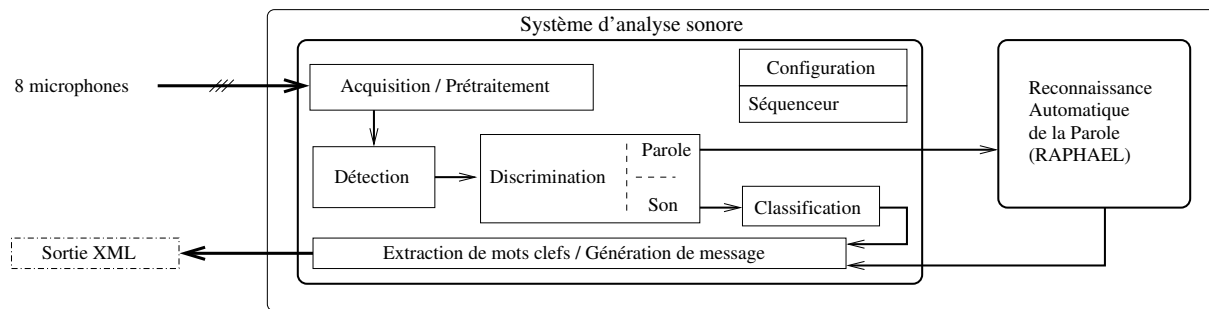 Système d'analyse sonore
8 microphones
Acquisition / Prétraitement
Configuration
Séquenceur
Reconnaissance
Automatique
de la Parole
(RAPHAEL)
Détection
Discrimination
Parole
Son
Classification
Sortie XML
Extraction de mots clefs / Génération de message